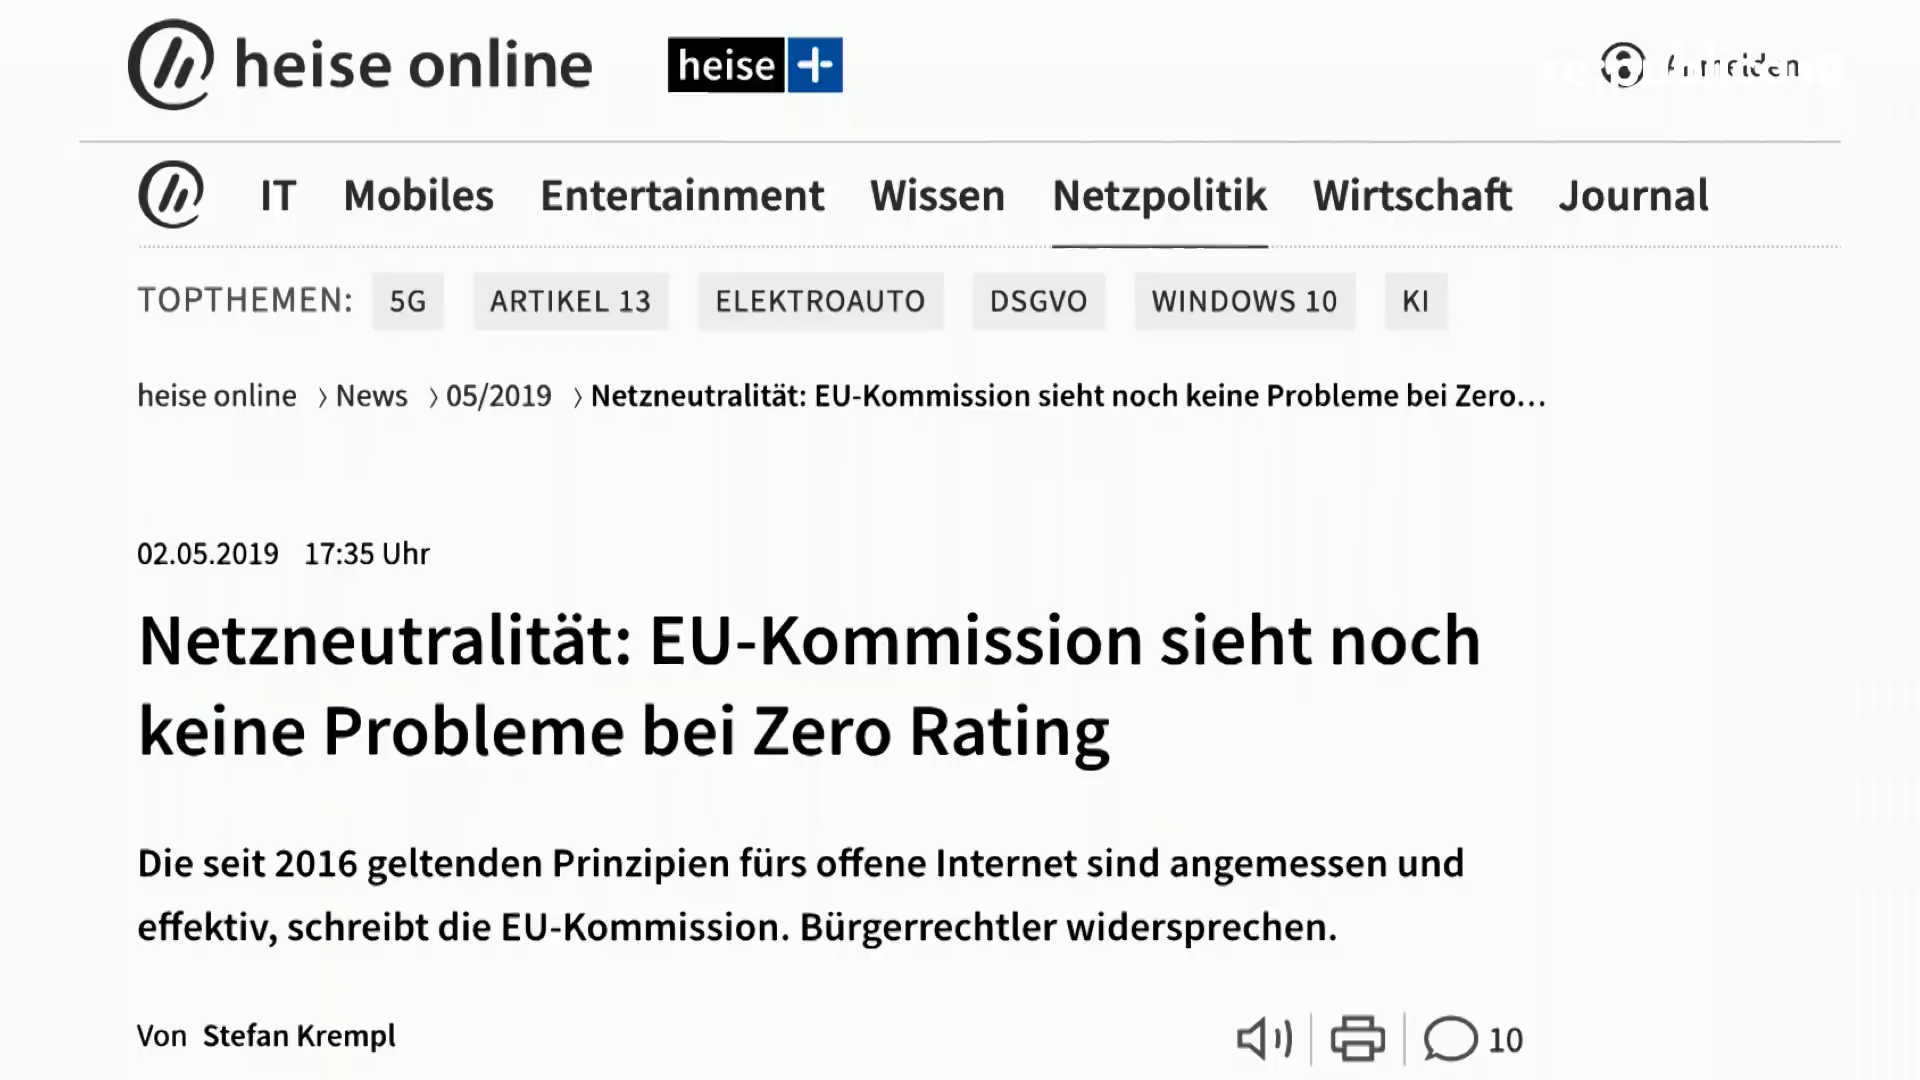 heise online heise +
IT Mobiles Entertainment Wissen Netzpolitik Wirtschaft Journal
TOPTHEMEN: 5G ARTIKEL 13 ELEKTROAUTO DSGVO WINDOWS 10 KI
heise online › News › 05/2019 › Netzneutralität: EU-Kommission sieht noch keine Probleme bei Zero…
02.05.2019 17:35 Uhr
Netzneutralität: EU-Kommission sieht noch
keine Probleme bei Zero Rating
Die seit 2016 geltenden Prinzipien fürs offene Internet sind angemessen und
effektiv, schreibt die EU-Kommission. Bürgerrechtler widersprechen.
Von Stefan Krempl
10